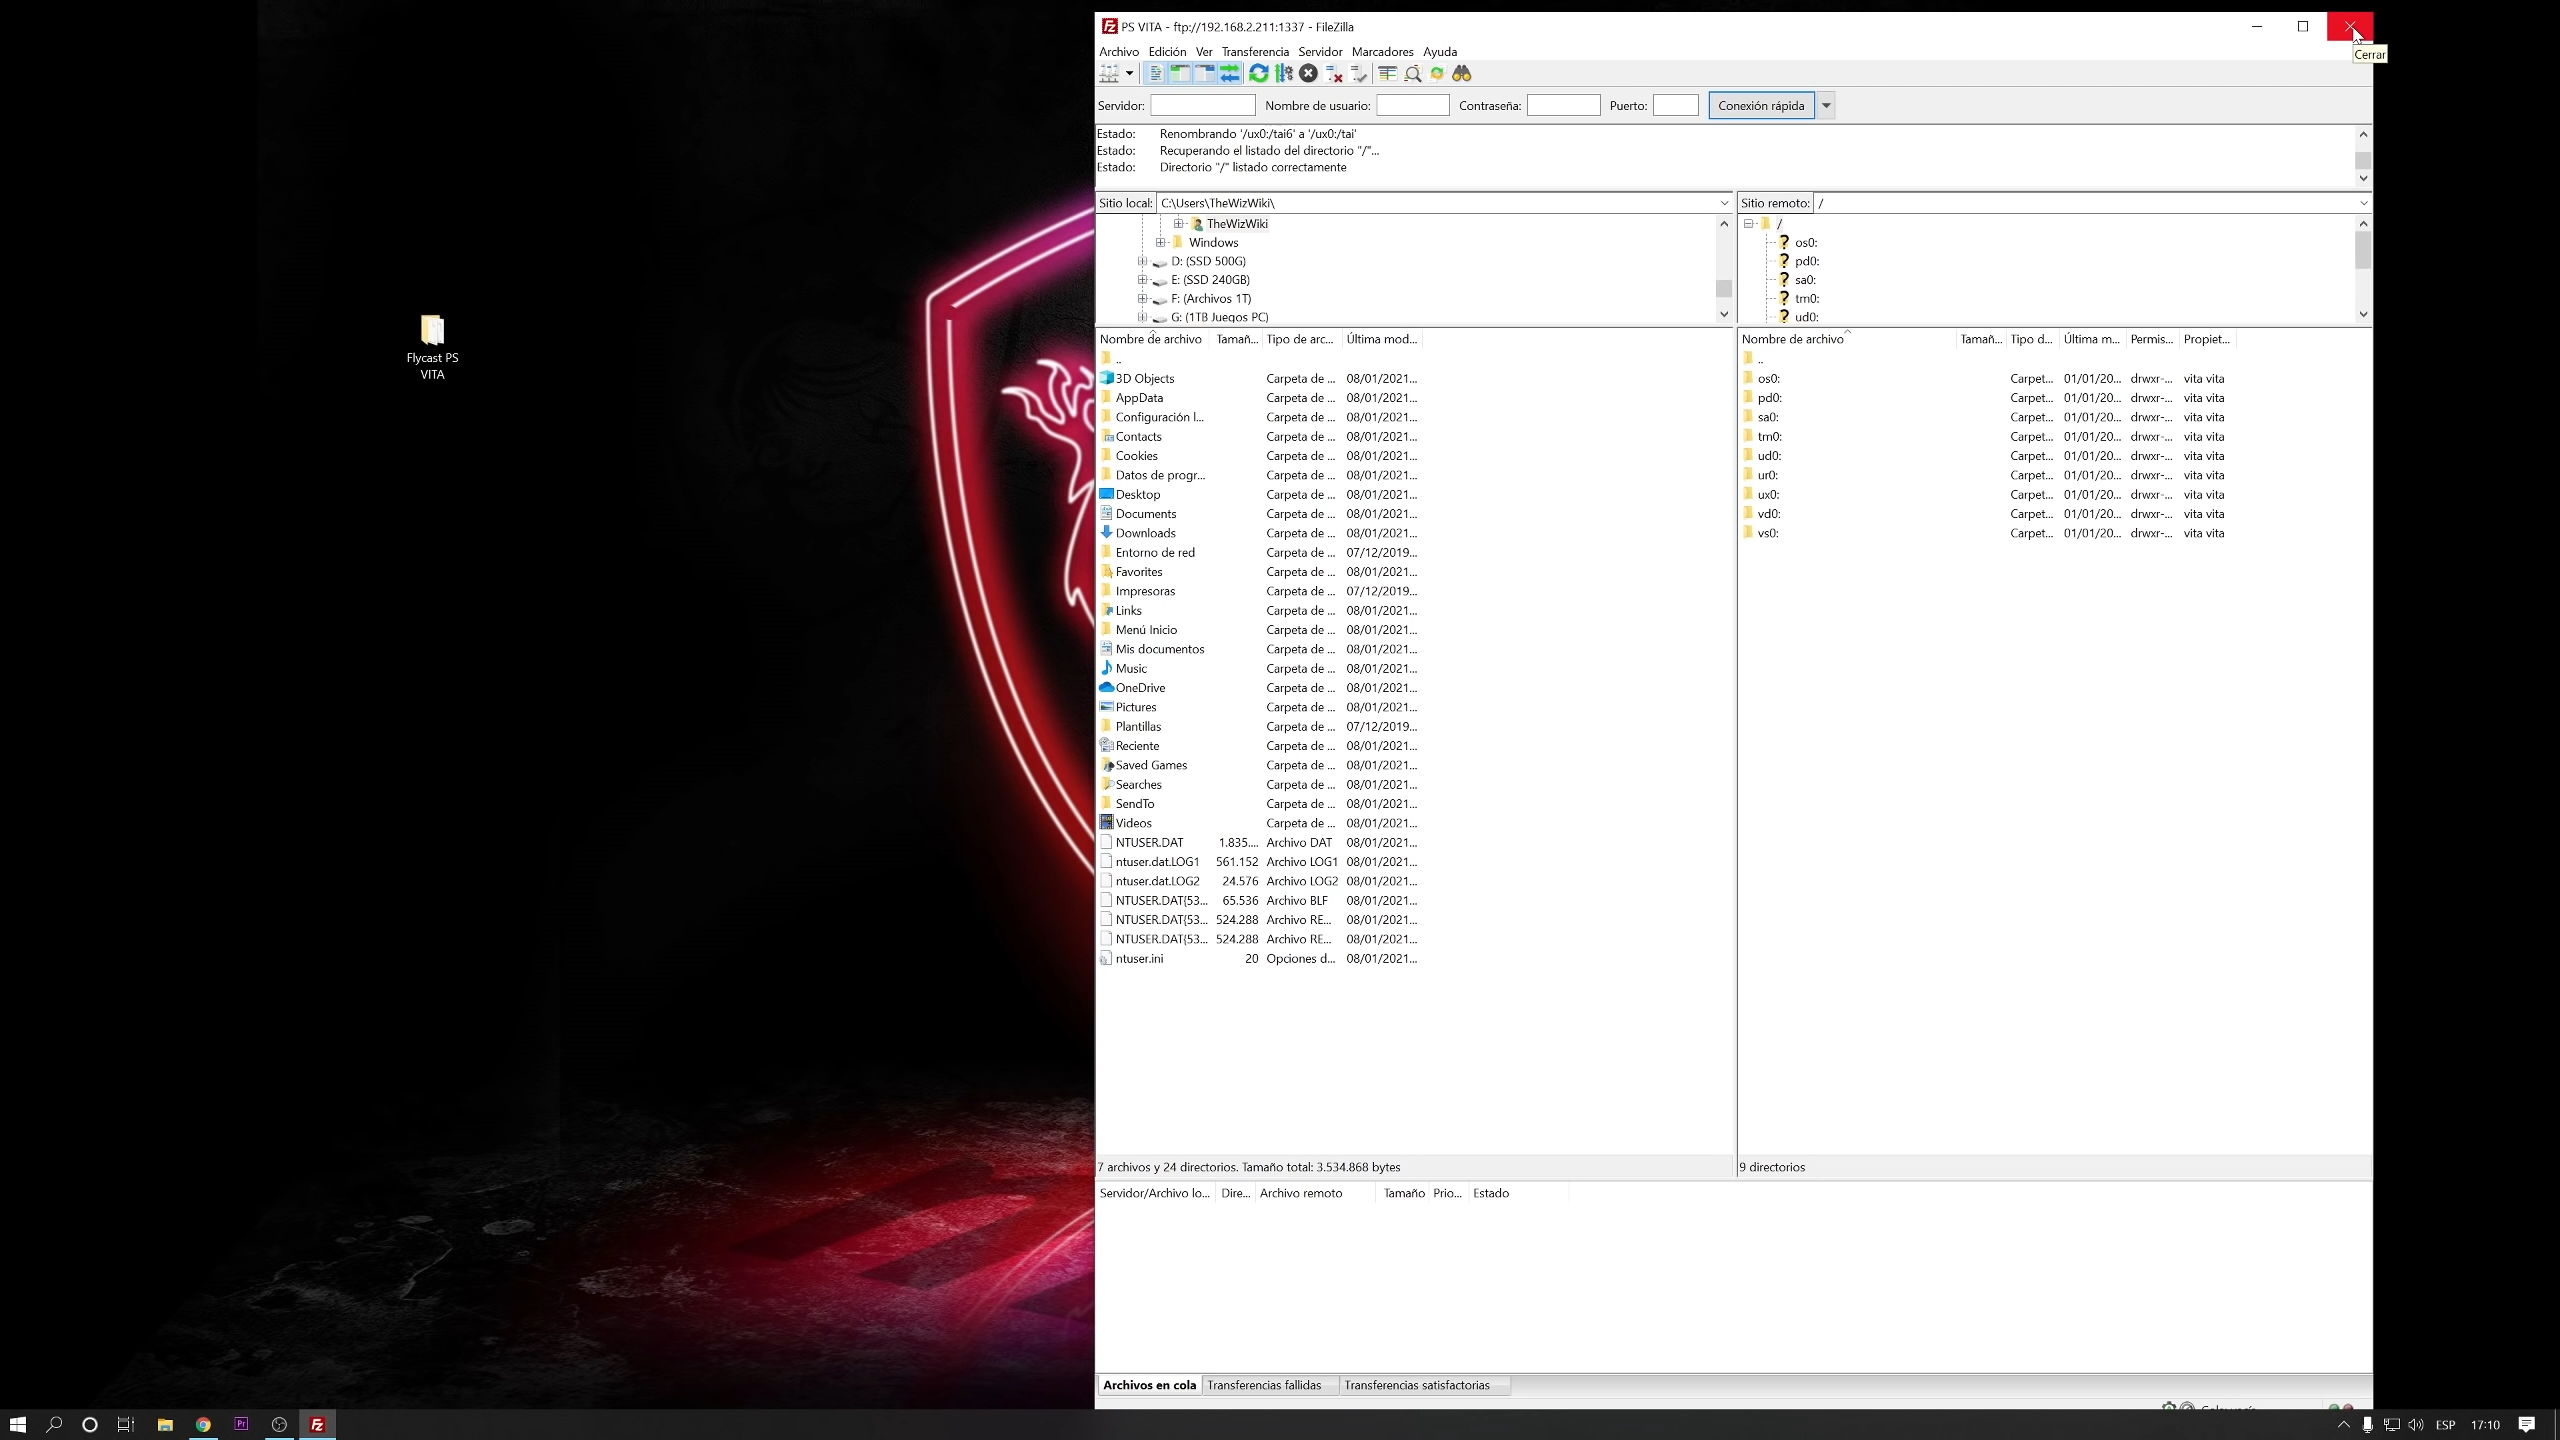 PS VITA - ftp://192.168.2.211:1337 - FileZilla
Cerrar
Archivo Edición Ver Transferencia Servidor Marcadores Ayuda
Servidor: Nombre de usuario: Contraseña: Puerto: Conexión rápida
Estado: Renombrando '/ux0:/tai6' a '/ux0:/tai'
Estado: Recuperando el listado del directorio "/"...
Estado: Directorio "/" listado correctamente
Sitio local: C:\Users\TheWizWiki\
TheWizWiki
Windows
D: (SSD 500G)
E: (SSD 240GB)
F: (Archivos 1T)
G: (1TB Juegos PC)
Sitio remoto: /
/
os0:
pd0:
sa0:
tm0:
ud0:
Flycast PS
VITA
Nombre de archivo Tamañ... Tipo de arc... Última mod...
..
3D Objects Carpeta de ... 08/01/2021...
AppData Carpeta de ... 08/01/2021...
Configuración l... Carpeta de ... 08/01/2021...
Contacts Carpeta de ... 08/01/2021...
Cookies Carpeta de ... 08/01/2021...
Datos de progr... Carpeta de ... 08/01/2021...
Desktop Carpeta de ... 08/01/2021...
Documents Carpeta de ... 08/01/2021...
Downloads Carpeta de ... 08/01/2021...
Entorno de red Carpeta de ... 07/12/2019...
Favorites Carpeta de ... 08/01/2021...
Impresoras Carpeta de ... 07/12/2019...
Links Carpeta de ... 08/01/2021...
Menú Inicio Carpeta de ... 08/01/2021...
Mis documentos Carpeta de ... 08/01/2021...
Music Carpeta de ... 08/01/2021...
OneDrive Carpeta de ... 08/01/2021...
Pictures Carpeta de ... 08/01/2021...
Plantillas Carpeta de ... 07/12/2019...
Reciente Carpeta de ... 08/01/2021...
Saved Games Carpeta de ... 08/01/2021...
Searches Carpeta de ... 08/01/2021...
SendTo Carpeta de ... 08/01/2021...
Videos Carpeta de ... 08/01/2021...
NTUSER.DAT 1.835.... Archivo DAT 08/01/2021...
ntuser.dat.LOG1 561.152 Archivo LOG1 08/01/2021...
ntuser.dat.LOG2 24.576 Archivo LOG2 08/01/2021...
NTUSER.DAT{53... 65.536 Archivo BLF 08/01/2021...
NTUSER.DAT{53... 524.288 Archivo RE... 08/01/2021...
NTUSER.DAT{53... 524.288 Archivo RE... 08/01/2021...
ntuser.ini 20 Opciones d... 08/01/2021...
7 archivos y 24 directorios. Tamaño total: 3.534.868 bytes
Nombre de archivo Tamañ... Tipo d... Última m... Permis... Propiet...
..
os0: Carpet... 01/01/20... drwxr-... vita vita
pd0: Carpet... 01/01/20... drwxr-... vita vita
sa0: Carpet... 01/01/20... drwxr-... vita vita
tm0: Carpet... 01/01/20... drwxr-... vita vita
ud0: Carpet... 01/01/20... drwxr-... vita vita
ur0: Carpet... 01/01/20... drwxr-... vita vita
ux0: Carpet... 01/01/20... drwxr-... vita vita
vd0: Carpet... 01/01/20... drwxr-... vita vita
vs0: Carpet... 01/01/20... drwxr-... vita vita
9 directorios
Servidor/Archivo lo... Dire... Archivo remoto Tamaño Prio... Estado
Archivos en cola Transferencias fallidas Transferencias satisfactorias
Pr
ESP 17:10